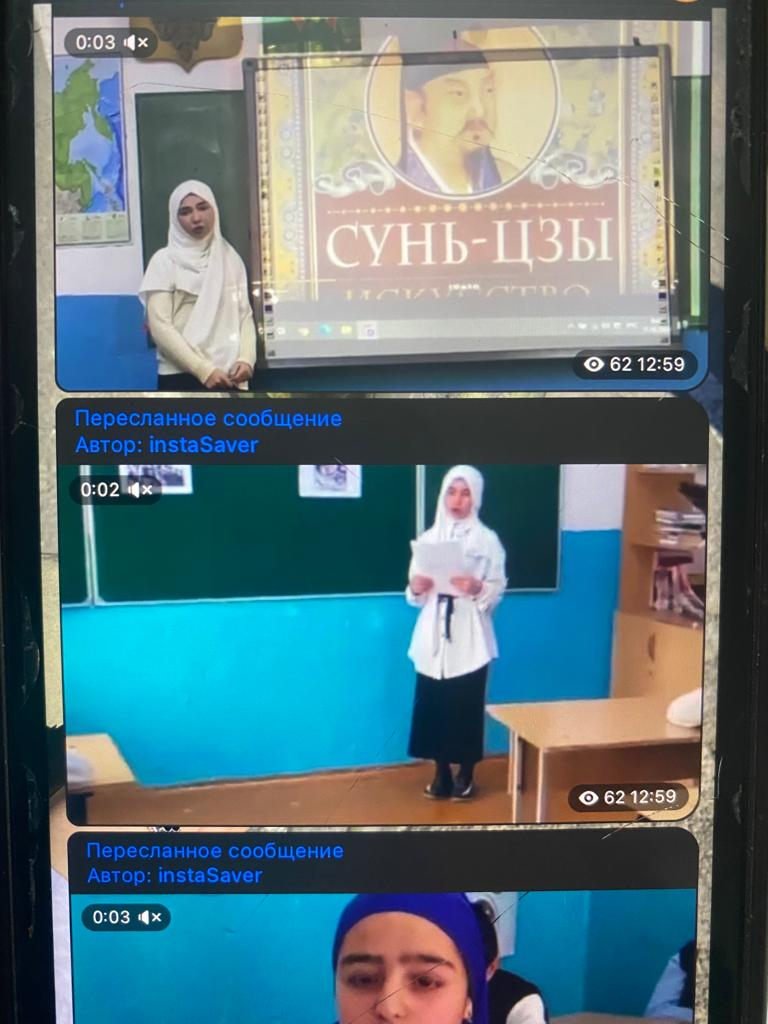 0:03
СУНЬ-ЦЗЫ
ИСКУССТВО
62 12:59
Пересланное сообщение
Автор: instaSaver
0:02
62 12:59
Пересланное сообщение
Автор: instaSaver
0:03